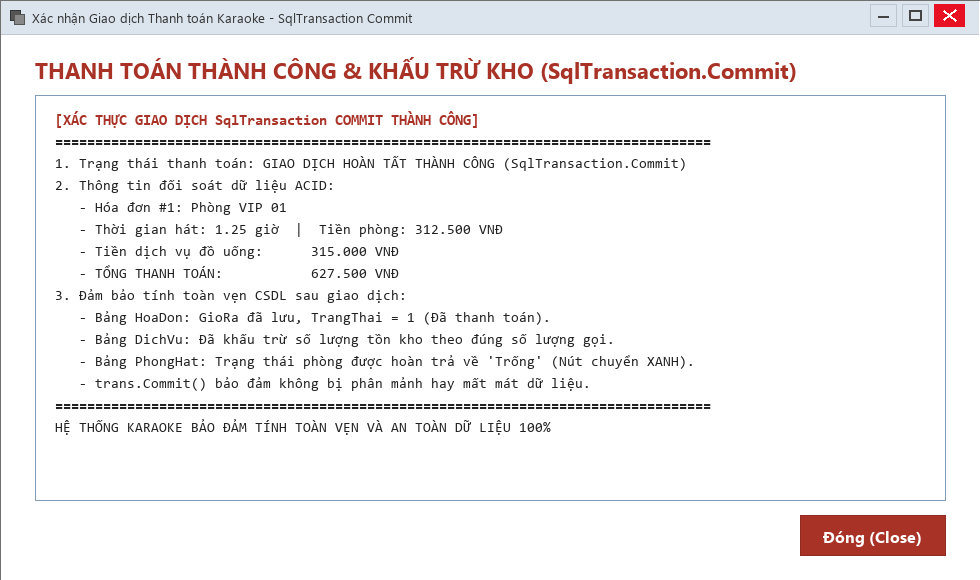 Xác nhận Giao dịch Thanh toán Karaoke - SqlTransaction Commit
THANH TOÁN THÀNH CÔNG & KHẤU TRỪ KHO (SqlTransaction.Commit)
[XÁC THỰC GIAO DỊCH SqlTransaction COMMIT THÀNH CÔNG]
==================================================================================
1. Trạng thái thanh toán: GIAO DỊCH HOÀN TẤT THÀNH CÔNG (SqlTransaction.Commit)
2. Thông tin đối soát dữ liệu ACID:
   - Hóa đơn #1: Phòng VIP 01
   - Thời gian hát: 1.25 giờ  |  Tiền phòng: 312.500 VNĐ
   - Tiền dịch vụ đồ uống:      315.000 VNĐ
   - TỔNG THANH TOÁN:           627.500 VNĐ
3. Đảm bảo tính toàn vẹn CSDL sau giao dịch:
   - Bảng HoaDon: GioRa đã lưu, TrangThai = 1 (Đã thanh toán).
   - Bảng DichVu: Đã khấu trừ số lượng tồn kho theo đúng số lượng gọi.
   - Bảng PhongHat: Trạng thái phòng được hoàn trả về 'Trống' (Nút chuyển XANH).
   - trans.Commit() bảo đảm không bị phân mảnh hay mất mát dữ liệu.
==================================================================================
HỆ THỐNG KARAOKE BẢO ĐẢM TÍNH TOÀN VẸN VÀ AN TOÀN DỮ LIỆU 100%
Đóng (Close)